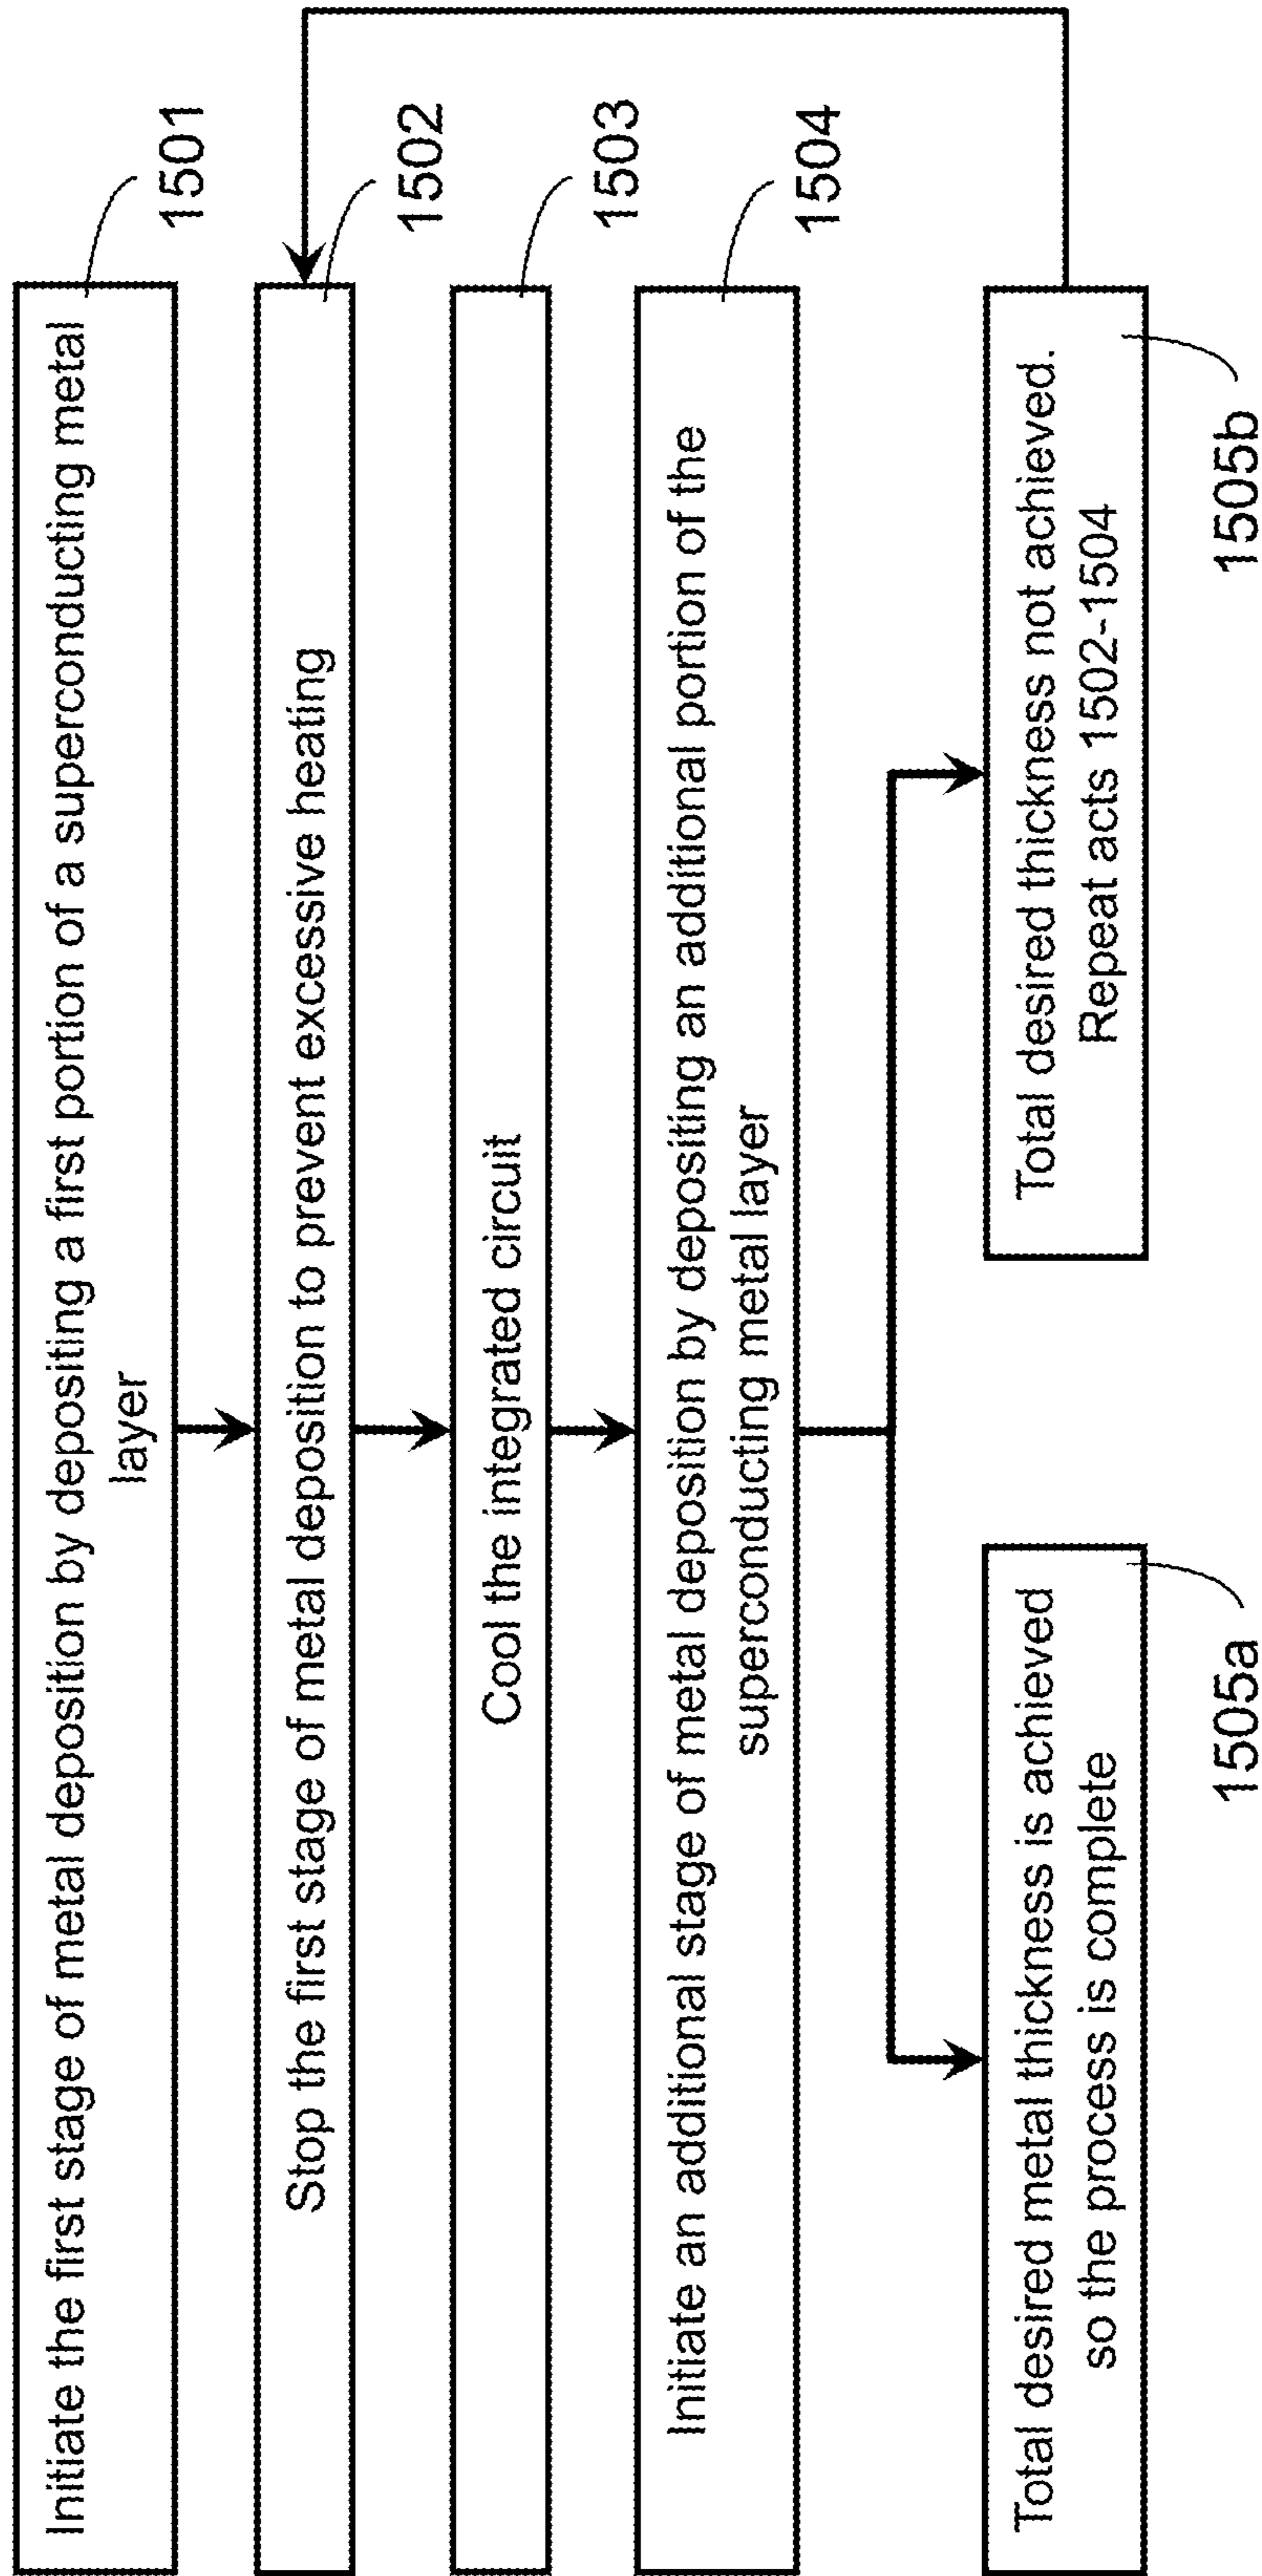 Initiate the first stage of metal deposition by depositing a first portion of a superconducting metal
layer
1501
Stop the first stage of metal deposition to prevent excessive heating
1502
Cool the integrated circuit
1503
Initiate an additional stage of metal deposition by depositing an additional portion of the
superconducting metal layer
1504
Total desired metal thickness is achieved
so the process is complete
1505a
Total desired thickness not achieved.
Repeat acts 1502-1504
1505b